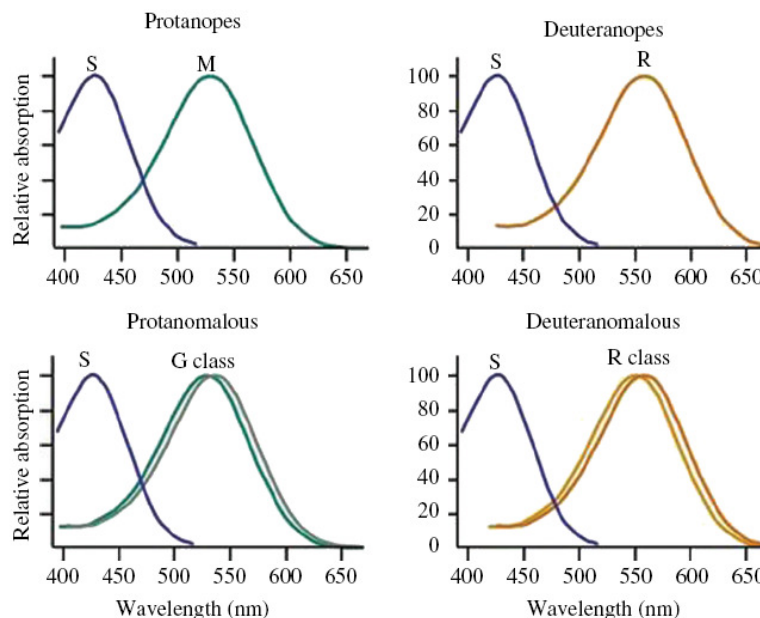 Protanopes
S
M
Relative absorption
400 450 500 550 600 650
Deuteranopes
S
R
100
80
60
40
20
0
400 450 500 550 600 650
Protanomalous
S
G class
Relative absorption
400 450 500 550 600 650
Wavelength (nm)
Deuteranomalous
S
R class
100
80
60
40
20
0
400 450 500 550 600 650
Wavelength (nm)